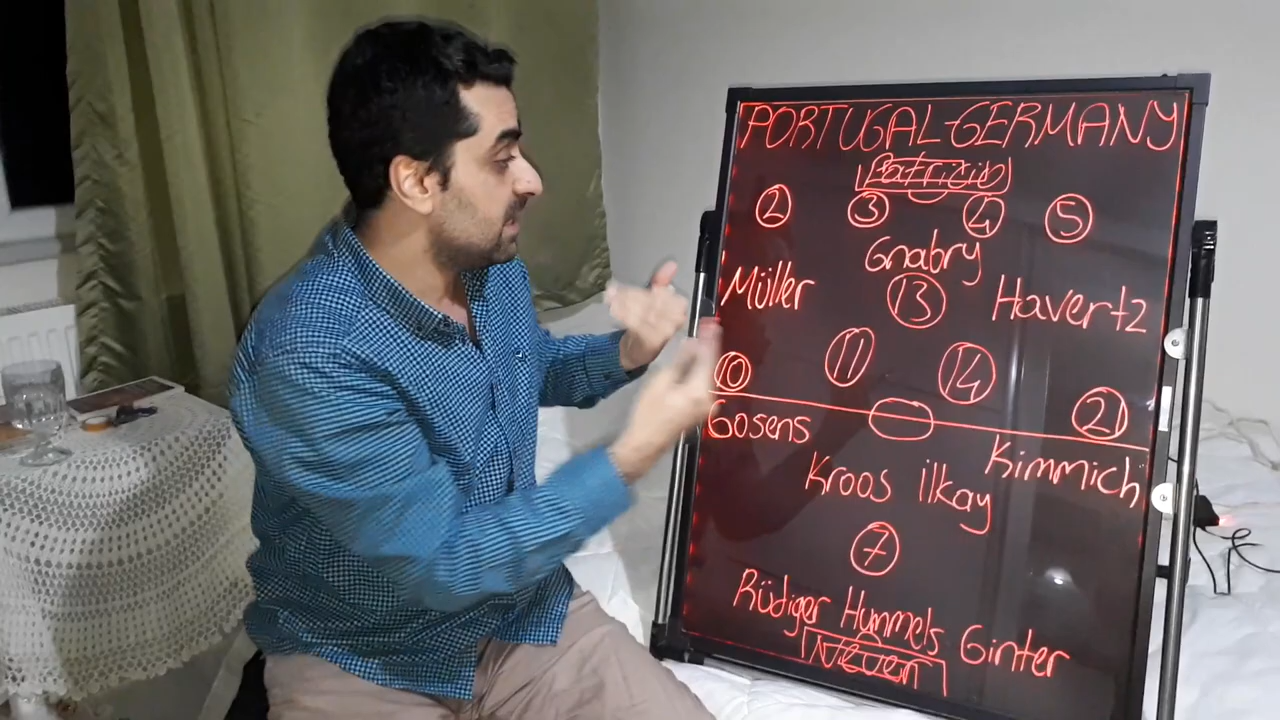 PORTUGAL-GERMANY
Patricio
2 3 4 5
Gnabry
Müller 13 Havertz
10 11 14 21
Gosens Kroos ilkay Kimmich
7
Rüdiger Hummels Ginter
Neuer